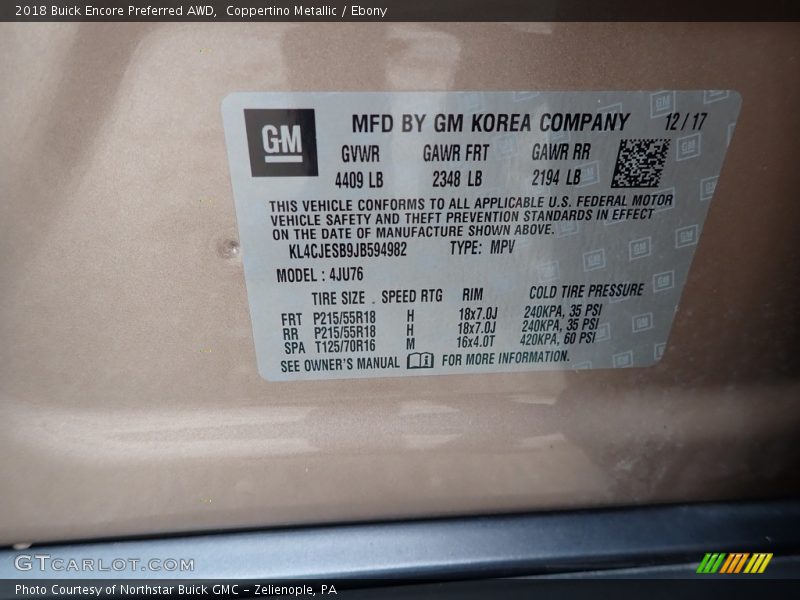 2018 Buick Encore Preferred AWD,  Coppertino Metallic / Ebony
GM
MFD BY GM KOREA COMPANY 12/17
GVWR GAWR FRT GAWR RR
4409 LB 2348 LB 2194 LB
THIS VEHICLE CONFORMS TO ALL APPLICABLE U.S. FEDERAL MOTOR
VEHICLE SAFETY AND THEFT PREVENTION STANDARDS IN EFFECT
ON THE DATE OF MANUFACTURE SHOWN ABOVE.
KL4CJESB9JB594982 TYPE: MPV
MODEL : 4JU76
TIRE SIZE . SPEED RTG RIM COLD TIRE PRESSURE
FRT P215/55R18 H 18x7.0J 240KPA, 35 PSI
RR P215/55R18 H 18x7.0J 240KPA, 35 PSI
SPA T125/70R16 M 16x4.0T 420KPA, 60 PSI
SEE OWNER'S MANUAL FOR MORE INFORMATION.
GTCARLOT.COM
Photo Courtesy of Northstar Buick GMC - Zelienople, PA